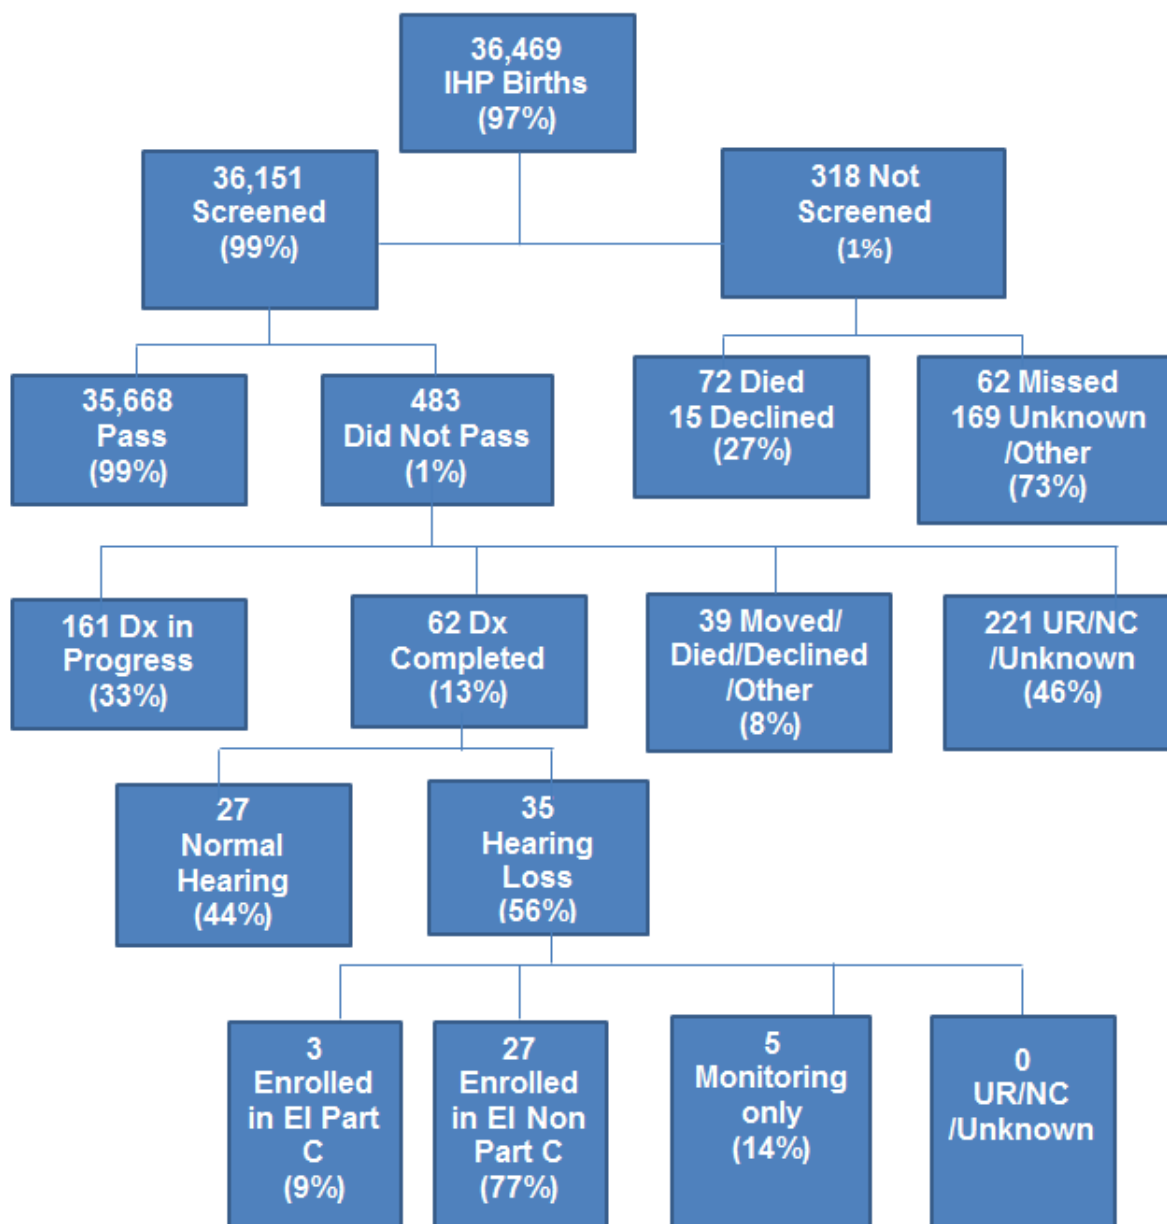 36,469
IHP Births
(97%)
36,151
Screened
(99%)
318 Not
Screened
(1%)
35,668
Pass
(99%)
483
Did Not Pass
(1%)
72 Died
15 Declined
(27%)
62 Missed
169 Unknown
/Other
(73%)
161 Dx in
Progress
(33%)
62 Dx
Completed
(13%)
39 Moved/
Died/Declined
/Other
(8%)
221 UR/NC
/Unknown
(46%)
27
Normal
Hearing
(44%)
35
Hearing
Loss
(56%)
3
Enrolled
in EI Part
C
(9%)
27
Enrolled
in EI Non
Part C
(77%)
5
Monitoring
only
(14%)
0
UR/NC
/Unknown